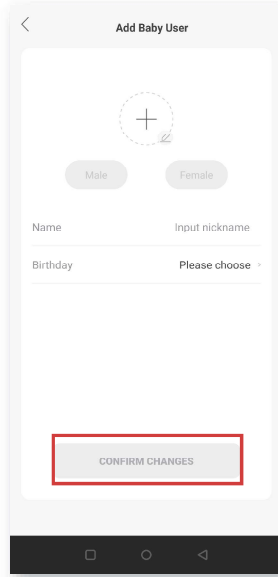 Add Baby User
Male
Female
Name
Input nickname
Birthday
Please choose
CONFIRM CHANGES